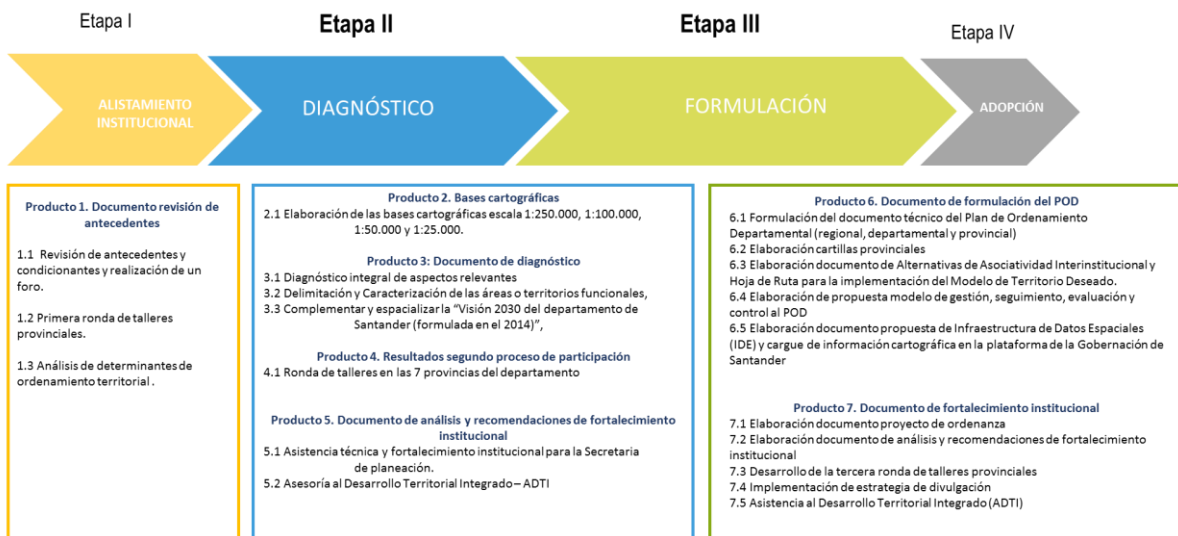 Etapa I
Etapa II
Etapa III
Etapa IV
ALISTAMIENTO
INSTITUCIONAL
DIAGNÓSTICO
FORMULACIÓN
ADOPCIÓN
Producto 1. Documento revisión de
antecedentes
1.1 Revisión de antecedentes y
condicionantes y realización de un
foro.
1.2 Primera ronda de talleres
provinciales.
1.3 Análisis de determinantes de
ordenamiento territorial .
Producto 2. Bases cartográficas
2.1 Elaboración de las bases cartográficas escala 1:250.000, 1:100.000,
1:50.000 y 1:25.000.
Producto 3: Documento de diagnóstico
3.1 Diagnóstico integral de aspectos relevantes
3.2 Delimitación y Caracterización de las áreas o territorios funcionales,
3.3 Complementar y espacializar la “Visión 2030 del departamento de
Santander (formulada en el 2014)”,
Producto 4. Resultados segundo proceso de participación
4.1 Ronda de talleres en las 7 provincias del departamento
Producto 5. Documento de análisis y recomendaciones de fortalecimiento
institucional
5.1 Asistencia técnica y fortalecimiento institucional para la Secretaria
de planeación.
5.2 Asesoría al Desarrollo Territorial Integrado – ADTI
Producto 6. Documento de formulación del POD
6.1 Formulación del documento técnico del Plan de Ordenamiento
Departamental (regional, departamental y provincial)
6.2 Elaboración cartillas provinciales
6.3 Elaboración documento de Alternativas de Asociatividad Interinstitucional y
Hoja de Ruta para la implementación del Modelo de Territorio Deseado.
6.4 Elaboración de propuesta modelo de gestión, seguimiento, evaluación y
control al POD
6.5 Elaboración documento propuesta de Infraestructura de Datos Espaciales
(IDE) y cargue de información cartográfica en la plataforma de la Gobernación de
Santander
Producto 7. Documento de fortalecimiento institucional
7.1 Elaboración documento proyecto de ordenanza
7.2 Elaboración documento de análisis y recomendaciones de fortalecimiento
institucional
7.3 Desarrollo de la tercera ronda de talleres provinciales
7.4 Implementación de estrategia de divulgación
7.5 Asistencia al Desarrollo Territorial Integrado (ADTI)